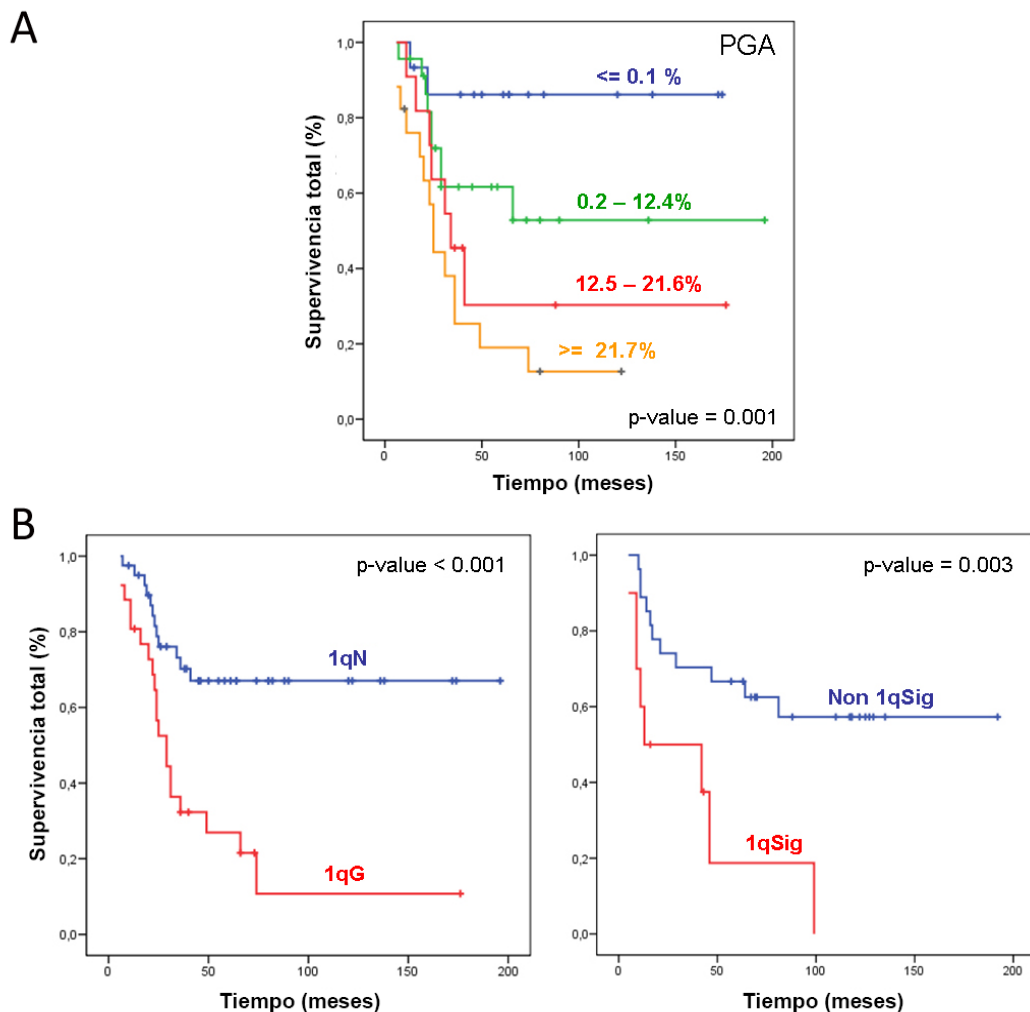 A
PGA
<= 0.1 %
0.2 – 12.4%
12.5 – 21.6%
>= 21.7%
p-value = 0.001
Supervivencia total (%)
1,0
0,8
0,6
0,4
0,2
0,0
0
50
100
150
200
Tiempo (meses)
B
p-value < 0.001
1qN
1qG
Supervivencia total (%)
1,0
0,8
0,6
0,4
0,2
0,0
0
50
100
150
200
Tiempo (meses)
p-value = 0.003
Non 1qSig
1qSig
1,0
0,8
0,6
0,4
0,2
0,0
0
50
100
150
200
Tiempo (meses)